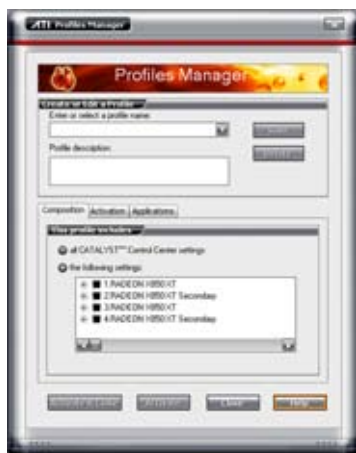 ATI Profiles Manager
Profiles Manager
Create or Edit a Profile
Enter or select a profile name:
Profile description:
Composition Activation Applications
This profile includes
all CATALYST™ Control Center settings
the following settings:
1.RADEON X850 XT
2.RADEON X850 XT Secondary
3.RADEON X850 XT
4.RADEON X850 XT Secondary
Close Help